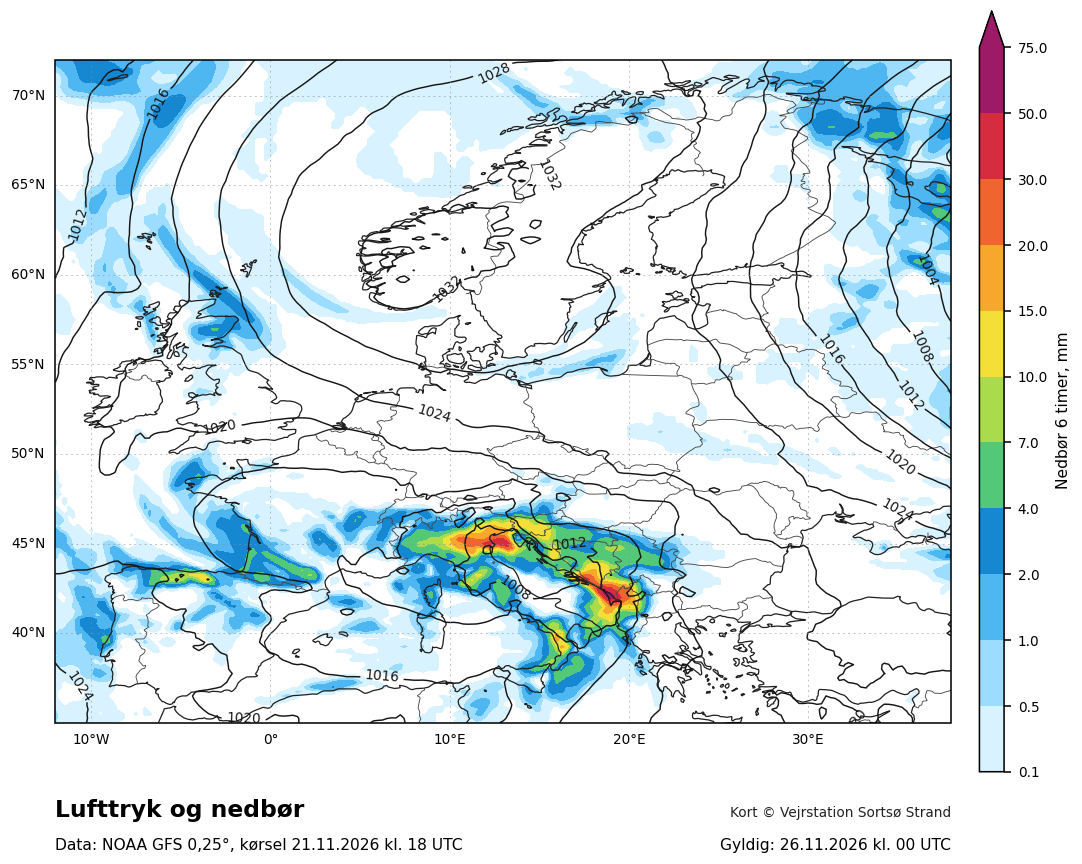 75.0
50.0
30.0
20.0
15.0
10.0
7.0
4.0
2.0
1.0
0.5
0.1
Nedbør 6 timer, mm
70°N
65°N
60°N
55°N
50°N
45°N
40°N
10°W
0°
10°E
20°E
30°E
1028
1016
1032
1012
1032
1004
1016
1008
1012
1024
1020
1020
1024
1012
1008
1016
1024
1020
Lufttryk og nedbør
Kort © Vejrstation Sortsø Strand
Data: NOAA GFS 0,25°, kørsel 21.11.2026 kl. 18 UTC
Gyldig: 26.11.2026 kl. 00 UTC